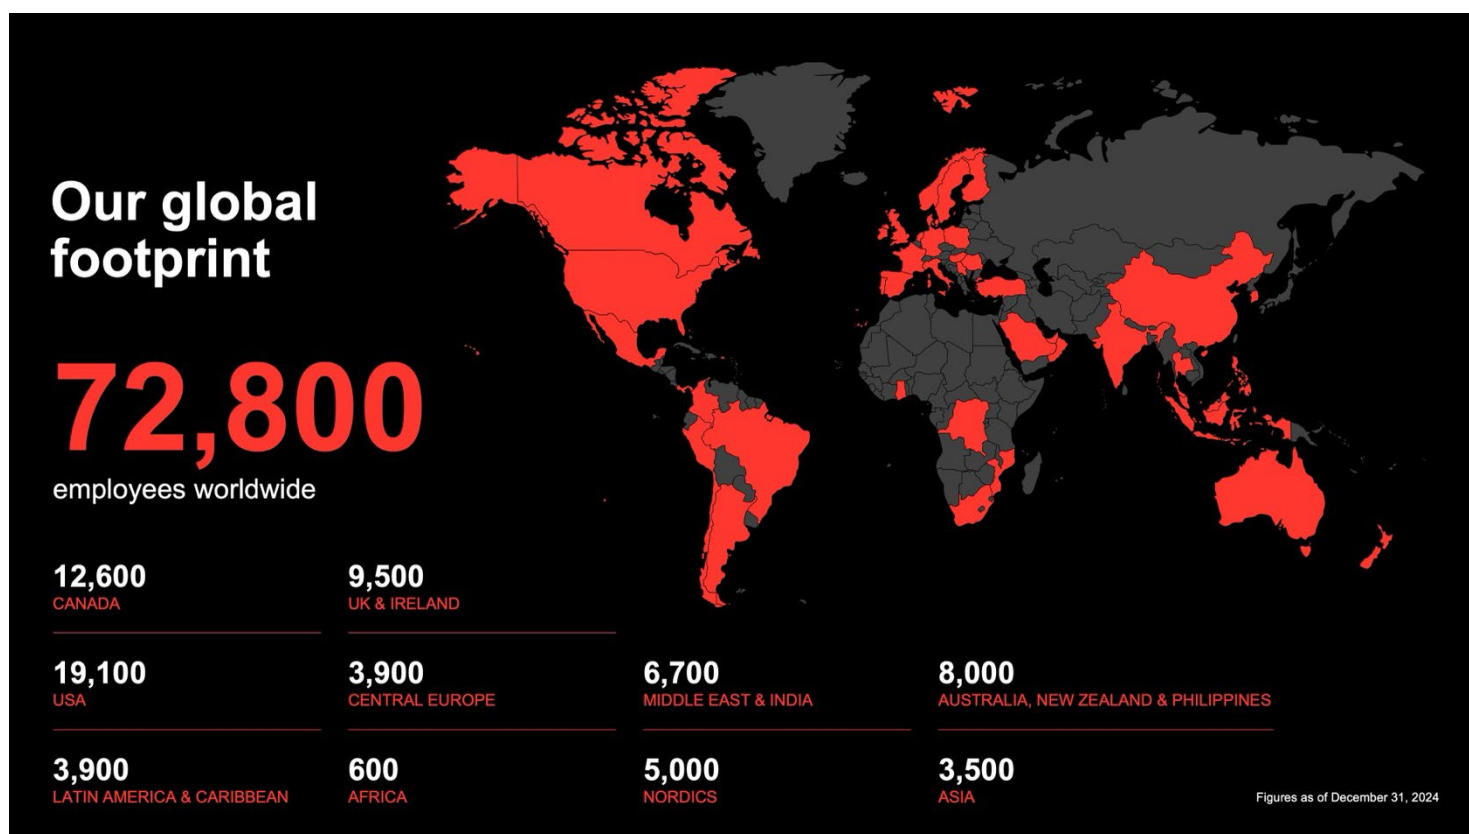 Our global
footprint
72,800
employees worldwide
12,600
CANADA
9,500
UK & IRELAND
19,100
USA
3,900
CENTRAL EUROPE
6,700
MIDDLE EAST & INDIA
8,000
AUSTRALIA, NEW ZEALAND & PHILIPPINES
3,900
LATIN AMERICA & CARIBBEAN
600
AFRICA
5,000
NORDICS
3,500
ASIA
Figures as of December 31, 2024